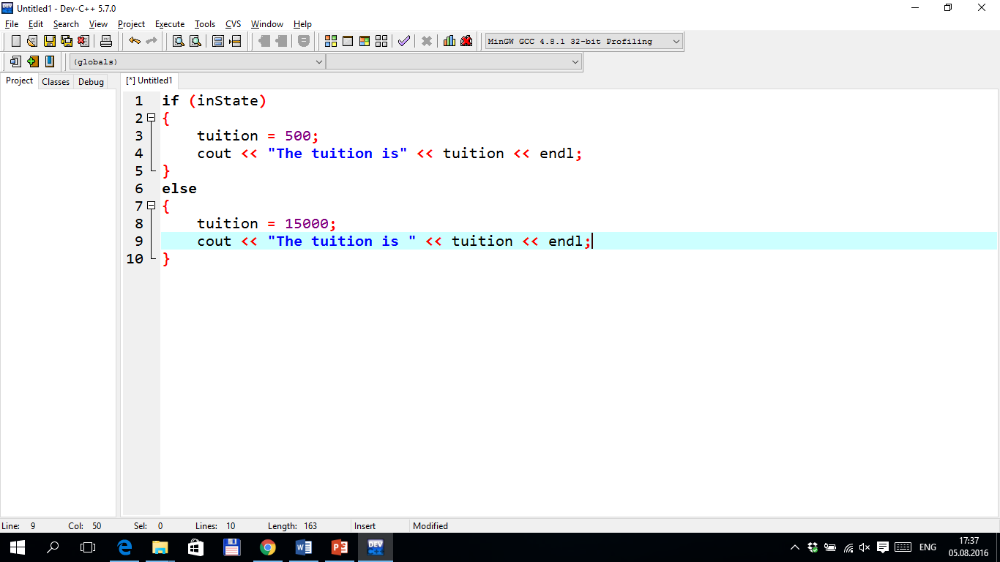 Untitled1 - Dev-C++ 5.7.0
File Edit Search View Project Execute Tools CVS Window Help
MinGW GCC 4.8.1 32-bit Profiling
(globals)
Project Classes Debug [*] Untitled1
1 if (inState)
2 {
3 tuition = 500;
4 cout << "The tuition is" << tuition << endl;
5 }
6 else
7 {
8 tuition = 15000;
9 cout << "The tuition is " << tuition << endl;
10 }
Line: 9 Col: 50 Sel: 0 Lines: 10 Length: 163 Insert Modified
DEV
ENG 17:37
05.08.2016